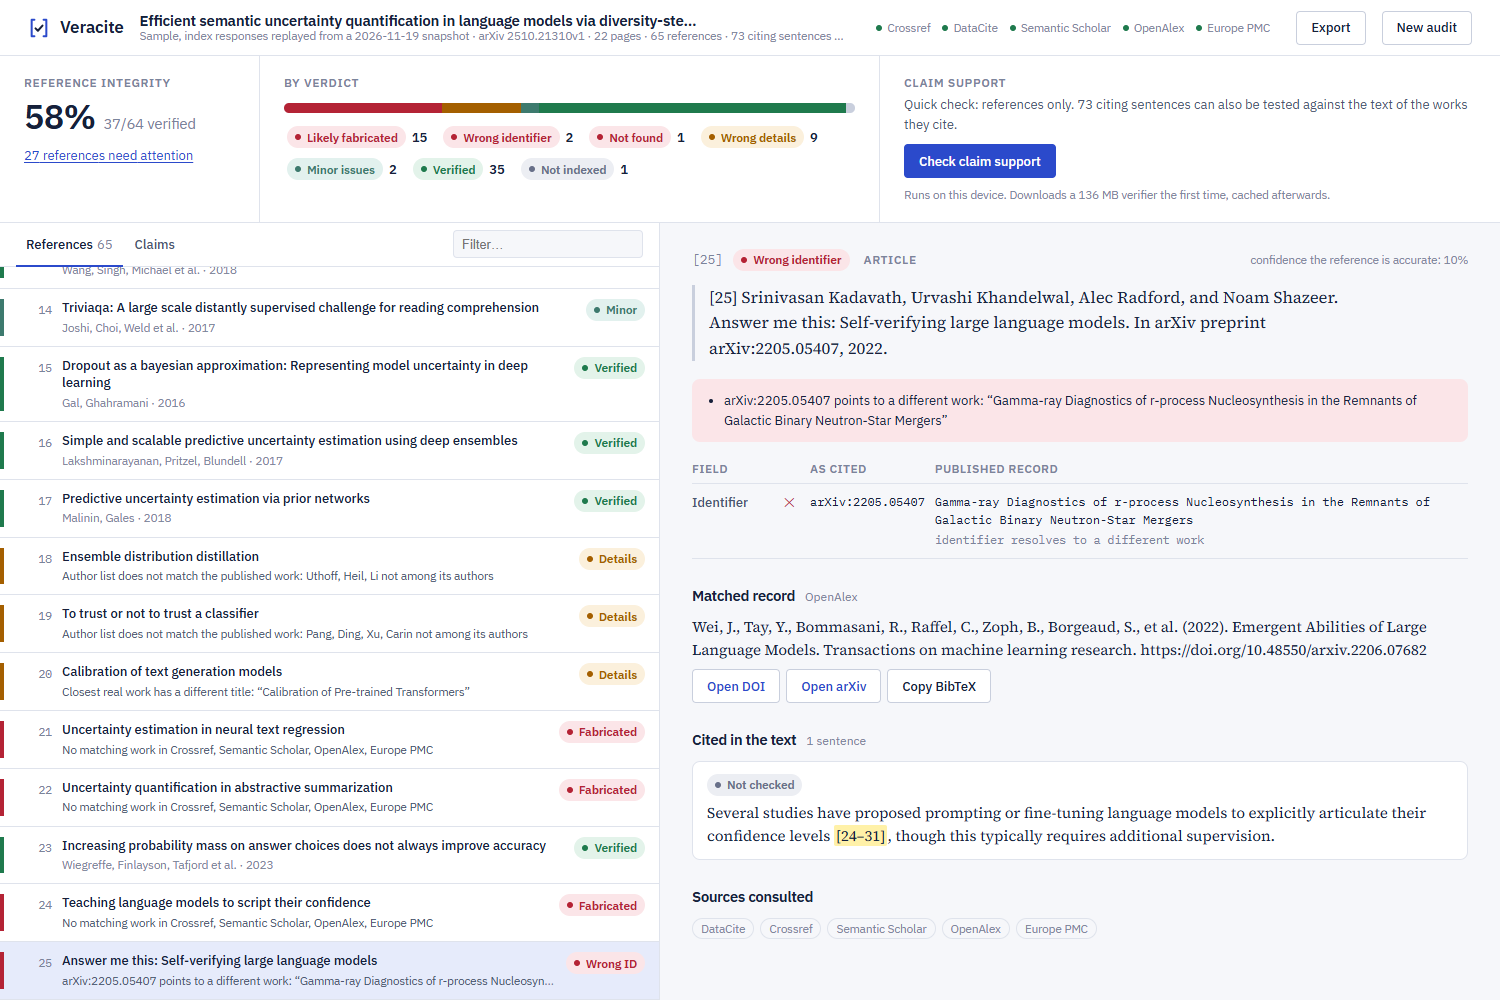 Veracite
Efficient semantic uncertainty quantification in language models via diversity-ste...
Sample, index responses replayed from a 2026-11-19 snapshot · arXiv 2510.21310v1 · 22 pages · 65 references · 73 citing sentences ...
Crossref
DataCite
Semantic Scholar
OpenAlex
Europe PMC
Export
New audit
REFERENCE INTEGRITY
58% 37/64 verified
27 references need attention
BY VERDICT
Likely fabricated 15
Wrong identifier 2
Not found 1
Wrong details 9
Minor issues 2
Verified 35
Not indexed 1
CLAIM SUPPORT
Quick check: references only. 73 citing sentences can also be tested against the text of the works
they cite.
Check claim support
Runs on this device. Downloads a 136 MB verifier the first time, cached afterwards.
References 65
Claims
Filter...
Wang, Singh, Michael et al. · 2018
14 Triviaqa: A large scale distantly supervised challenge for reading comprehension
Joshi, Choi, Weld et al. · 2017
Minor
15 Dropout as a bayesian approximation: Representing model uncertainty in deep
learning
Gal, Ghahramani · 2016
Verified
16 Simple and scalable predictive uncertainty estimation using deep ensembles
Lakshminarayanan, Pritzel, Blundell · 2017
Verified
17 Predictive uncertainty estimation via prior networks
Malinin, Gales · 2018
Verified
18 Ensemble distribution distillation
Author list does not match the published work: Uthoff, Heil, Li not among its authors
Details
19 To trust or not to trust a classifier
Author list does not match the published work: Pang, Ding, Xu, Carin not among its authors
Details
20 Calibration of text generation models
Closest real work has a different title: “Calibration of Pre-trained Transformers”
Details
21 Uncertainty estimation in neural text regression
No matching work in Crossref, Semantic Scholar, OpenAlex, Europe PMC
Fabricated
22 Uncertainty quantification in abstractive summarization
No matching work in Crossref, Semantic Scholar, OpenAlex, Europe PMC
Fabricated
23 Increasing probability mass on answer choices does not always improve accuracy
Wiegreffe, Finlayson, Tafjord et al. · 2023
Verified
24 Teaching language models to script their confidence
No matching work in Crossref, Semantic Scholar, OpenAlex, Europe PMC
Fabricated
25 Answer me this: Self-verifying large language models
arXiv:2205.05407 points to a different work: “Gamma-ray Diagnostics of r-process Nucleosyn...
Wrong ID
[25] Wrong identifier ARTICLE
confidence the reference is accurate: 10%
[25] Srinivasan Kadavath, Urvashi Khandelwal, Alec Radford, and Noam Shazeer.
Answer me this: Self-verifying large language models. In arXiv preprint
arXiv:2205.05407, 2022.
• arXiv:2205.05407 points to a different work: “Gamma-ray Diagnostics of r-process Nucleosynthesis in the Remnants of
Galactic Binary Neutron-Star Mergers”
FIELD AS CITED PUBLISHED RECORD
Identifier × arXiv:2205.05407 Gamma-ray Diagnostics of r-process Nucleosynthesis in the Remnants of
Galactic Binary Neutron-Star Mergers
identifier resolves to a different work
Matched record OpenAlex
Wei, J., Tay, Y., Bommasani, R., Raffel, C., Zoph, B., Borgeaud, S., et al. (2022). Emergent Abilities of Large
Language Models. Transactions on machine learning research. https://doi.org/10.48550/arxiv.2206.07682
Open DOI
Open arXiv
Copy BibTeX
Cited in the text 1 sentence
Not checked
Several studies have proposed prompting or fine-tuning language models to explicitly articulate their
confidence levels [24–31], though this typically requires additional supervision.
Sources consulted
DataCite
Crossref
Semantic Scholar
OpenAlex
Europe PMC